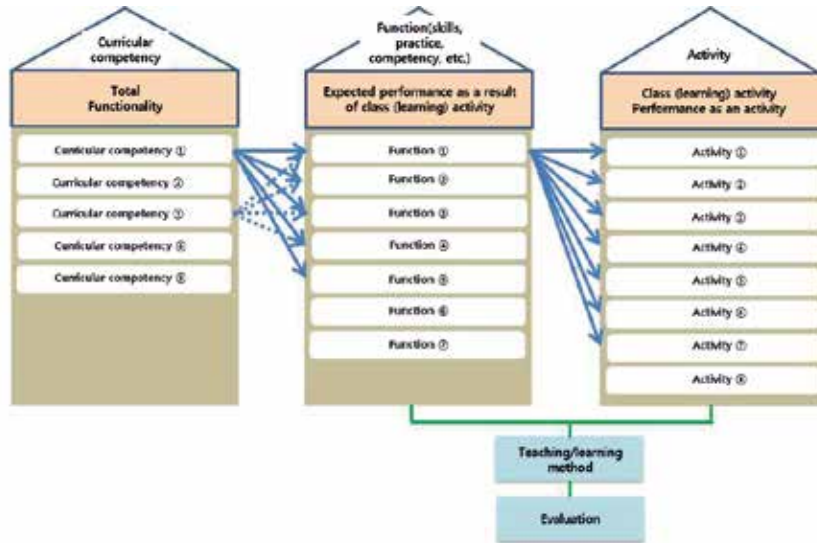 Curricular
competency
Total
Functionality
Curricular competency ①
Curricular competency ②
Curricular competency ③
Curricular competency ④
Curricular competency ⑤
Function(skills,
practice,
competency, etc.)
Expected performance as a result
of class (learning) activity
Function ①
Function ②
Function ③
Function ④
Function ⑤
Function ⑥
Function ⑦
Activity
Class (learning) activity
Performance as an activity
Activity ①
Activity ②
Activity ③
Activity ④
Activity ⑤
Activity ⑥
Activity ⑦
Activity ⑧
Teaching/learning
method
Evaluation